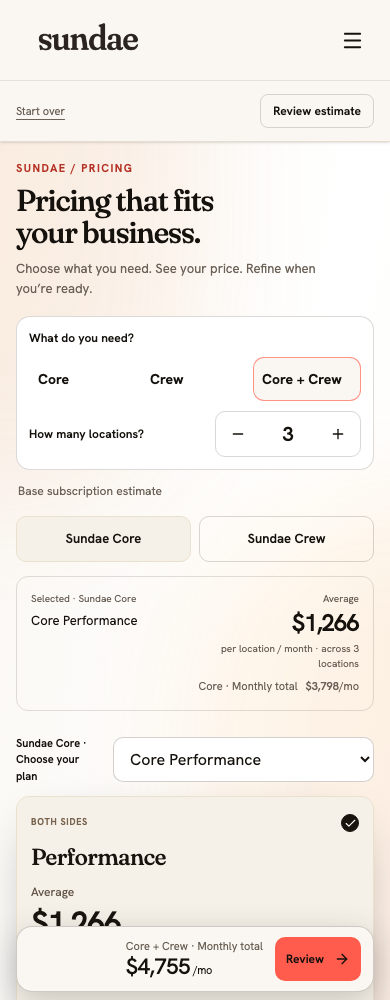 sundae
Start over
Review estimate
SUNDAE / PRICING
Pricing that fits
your business.
Choose what you need. See your price. Refine when
you’re ready.
What do you need?
Core
Crew
Core + Crew
How many locations?
− 3 +
Base subscription estimate
Sundae Core
Sundae Crew
Selected · Sundae Core
Core Performance
Average
$1,266
per location / month · across 3
locations
Core · Monthly total $3,798/mo
Sundae Core ·
Choose your
plan
Core Performance
BOTH SIDES
Performance
Average
$1,266
Core + Crew · Monthly total
$4,755 /mo
Review →